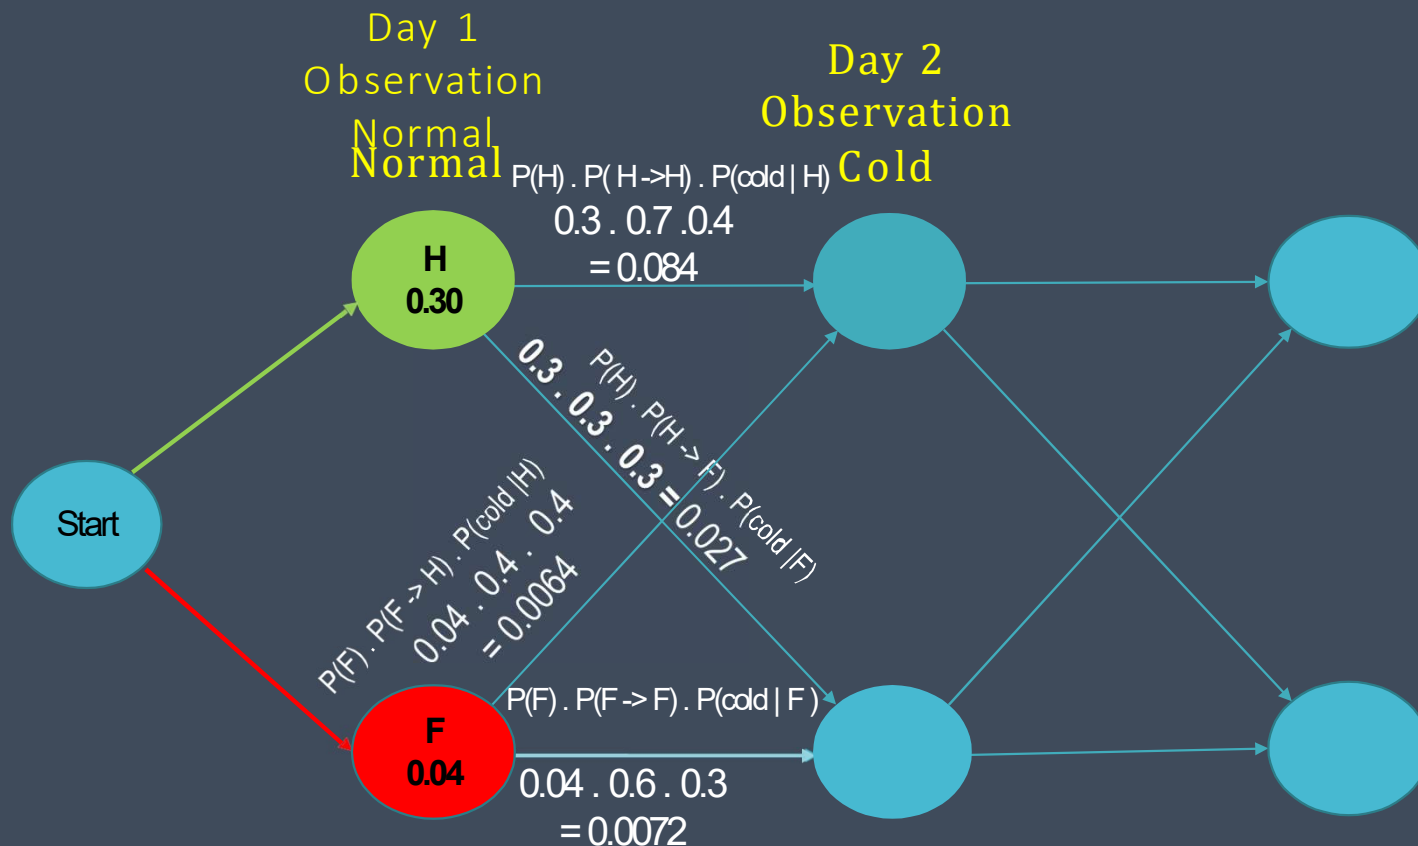 Day 1
Observation
Normal
Normal
Day 2
Observation
Cold
P(H) . P( H->H) . P(cold | H)
0.3 . 0.7 .0.4
= 0.084
H
0.30
P(H) . P(H -> F) . P(cold |F)
0.3 . 0.3 . 0.3 = 0.027
Start
P(F) . P(F -> H) . P(cold |H)
0.04 . 0.4 . 0.4
= 0.0064
F
0.04
P(F) . P(F -> F) . P(cold | F )
0.04 . 0.6 . 0.3
= 0.0072